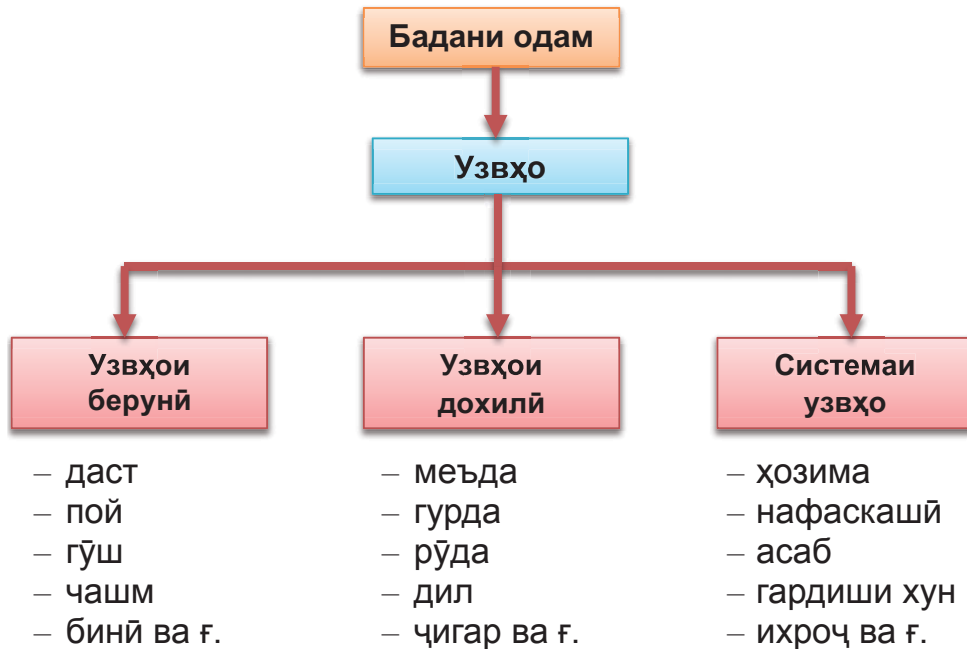 Бадани одам
Узвҳо
Узвҳои
берунӣ
– даст
– пой
– гӯш
– чашм
– бинӣ ва ғ.
Узвҳои
дохилӣ
– меъда
– гурда
– рӯда
– дил
– ҷигар ва ғ.
Системаи
узвҳо
– ҳозима
– нафаскашӣ
– асаб
– гардиши хун
– ихроҷ ва ғ.